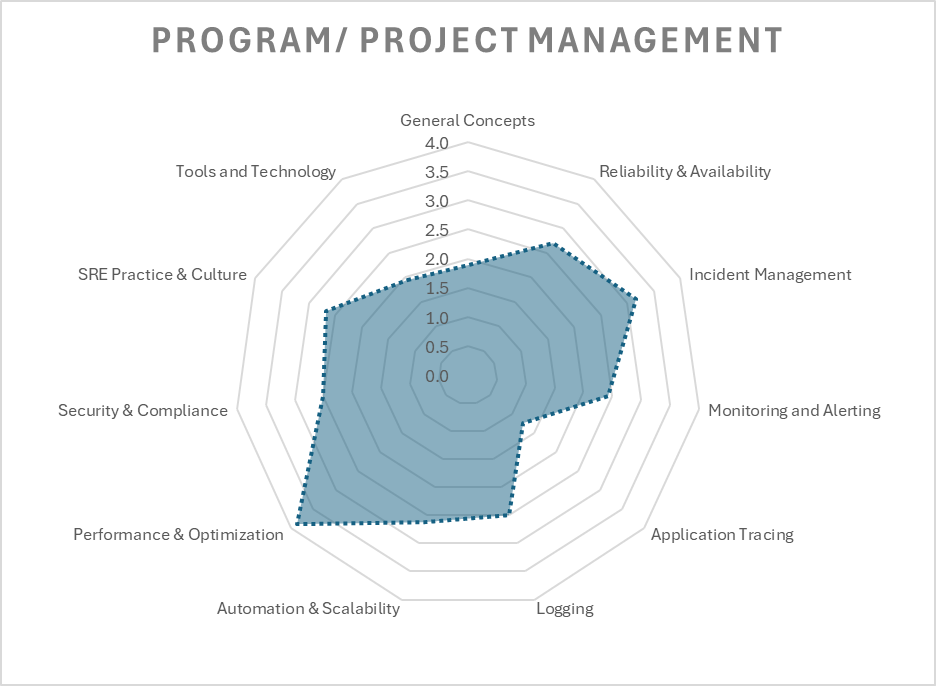 PROGRAM/ PROJECT MANAGEMENT
General Concepts
4.0
Tools and Technology
3.5
Reliability & Availability
3.0
2.5
2.0
SRE Practice & Culture
Incident Management
1.5
1.0
0.5
0.0
Security & Compliance
Monitoring and Alerting
Performance & Optimization
Application Tracing
Automation & Scalability
Logging